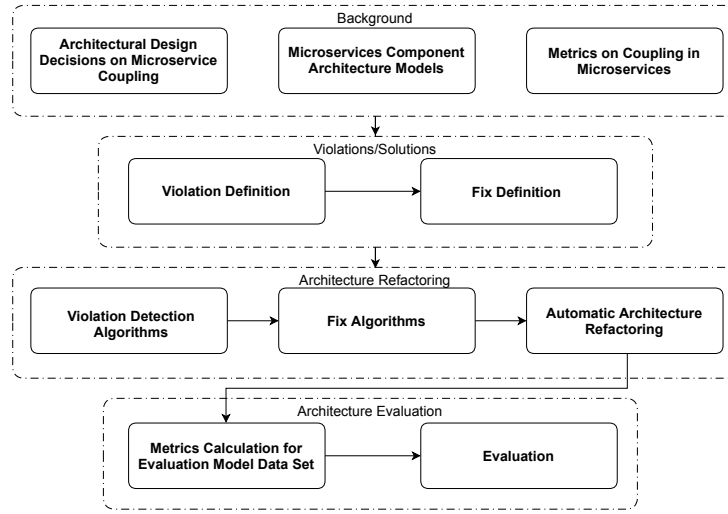 Background
Architectural Design
Decisions on Microservice
Coupling
Microservices Component
Architecture Models
Metrics on Coupling in
Microservices
Violations/Solutions
Violation Definition
Fix Definition
Architecture Refactoring
Violation Detection
Algorithms
Fix Algorithms
Automatic Architecture
Refactoring
Architecture Evaluation
Metrics Calculation for
Evaluation Model Data Set
Evaluation